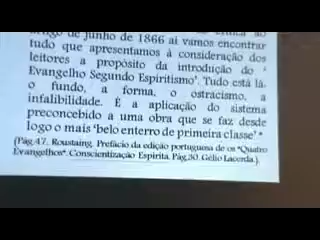 artigo de junho de 1866 aí vamos encontrar
tudo que apresentamos à consideração dos
leitores a propósito da introdução do '
Evangelho Segundo Espiritismo'. Tudo está lá,
o fundo, a forma, o ostracismo, a
infalibilidade. É a aplicação do sistema
preconcebido a uma obra que se faz desde
logo o mais 'belo enterro de primeira classe' "
(Pág.47. Roustaing. Prefácio da edição portuguesa de os "Quatro
Evangelhos". Conscientização Espírita. Pág.30. Gélio Lacerda.).